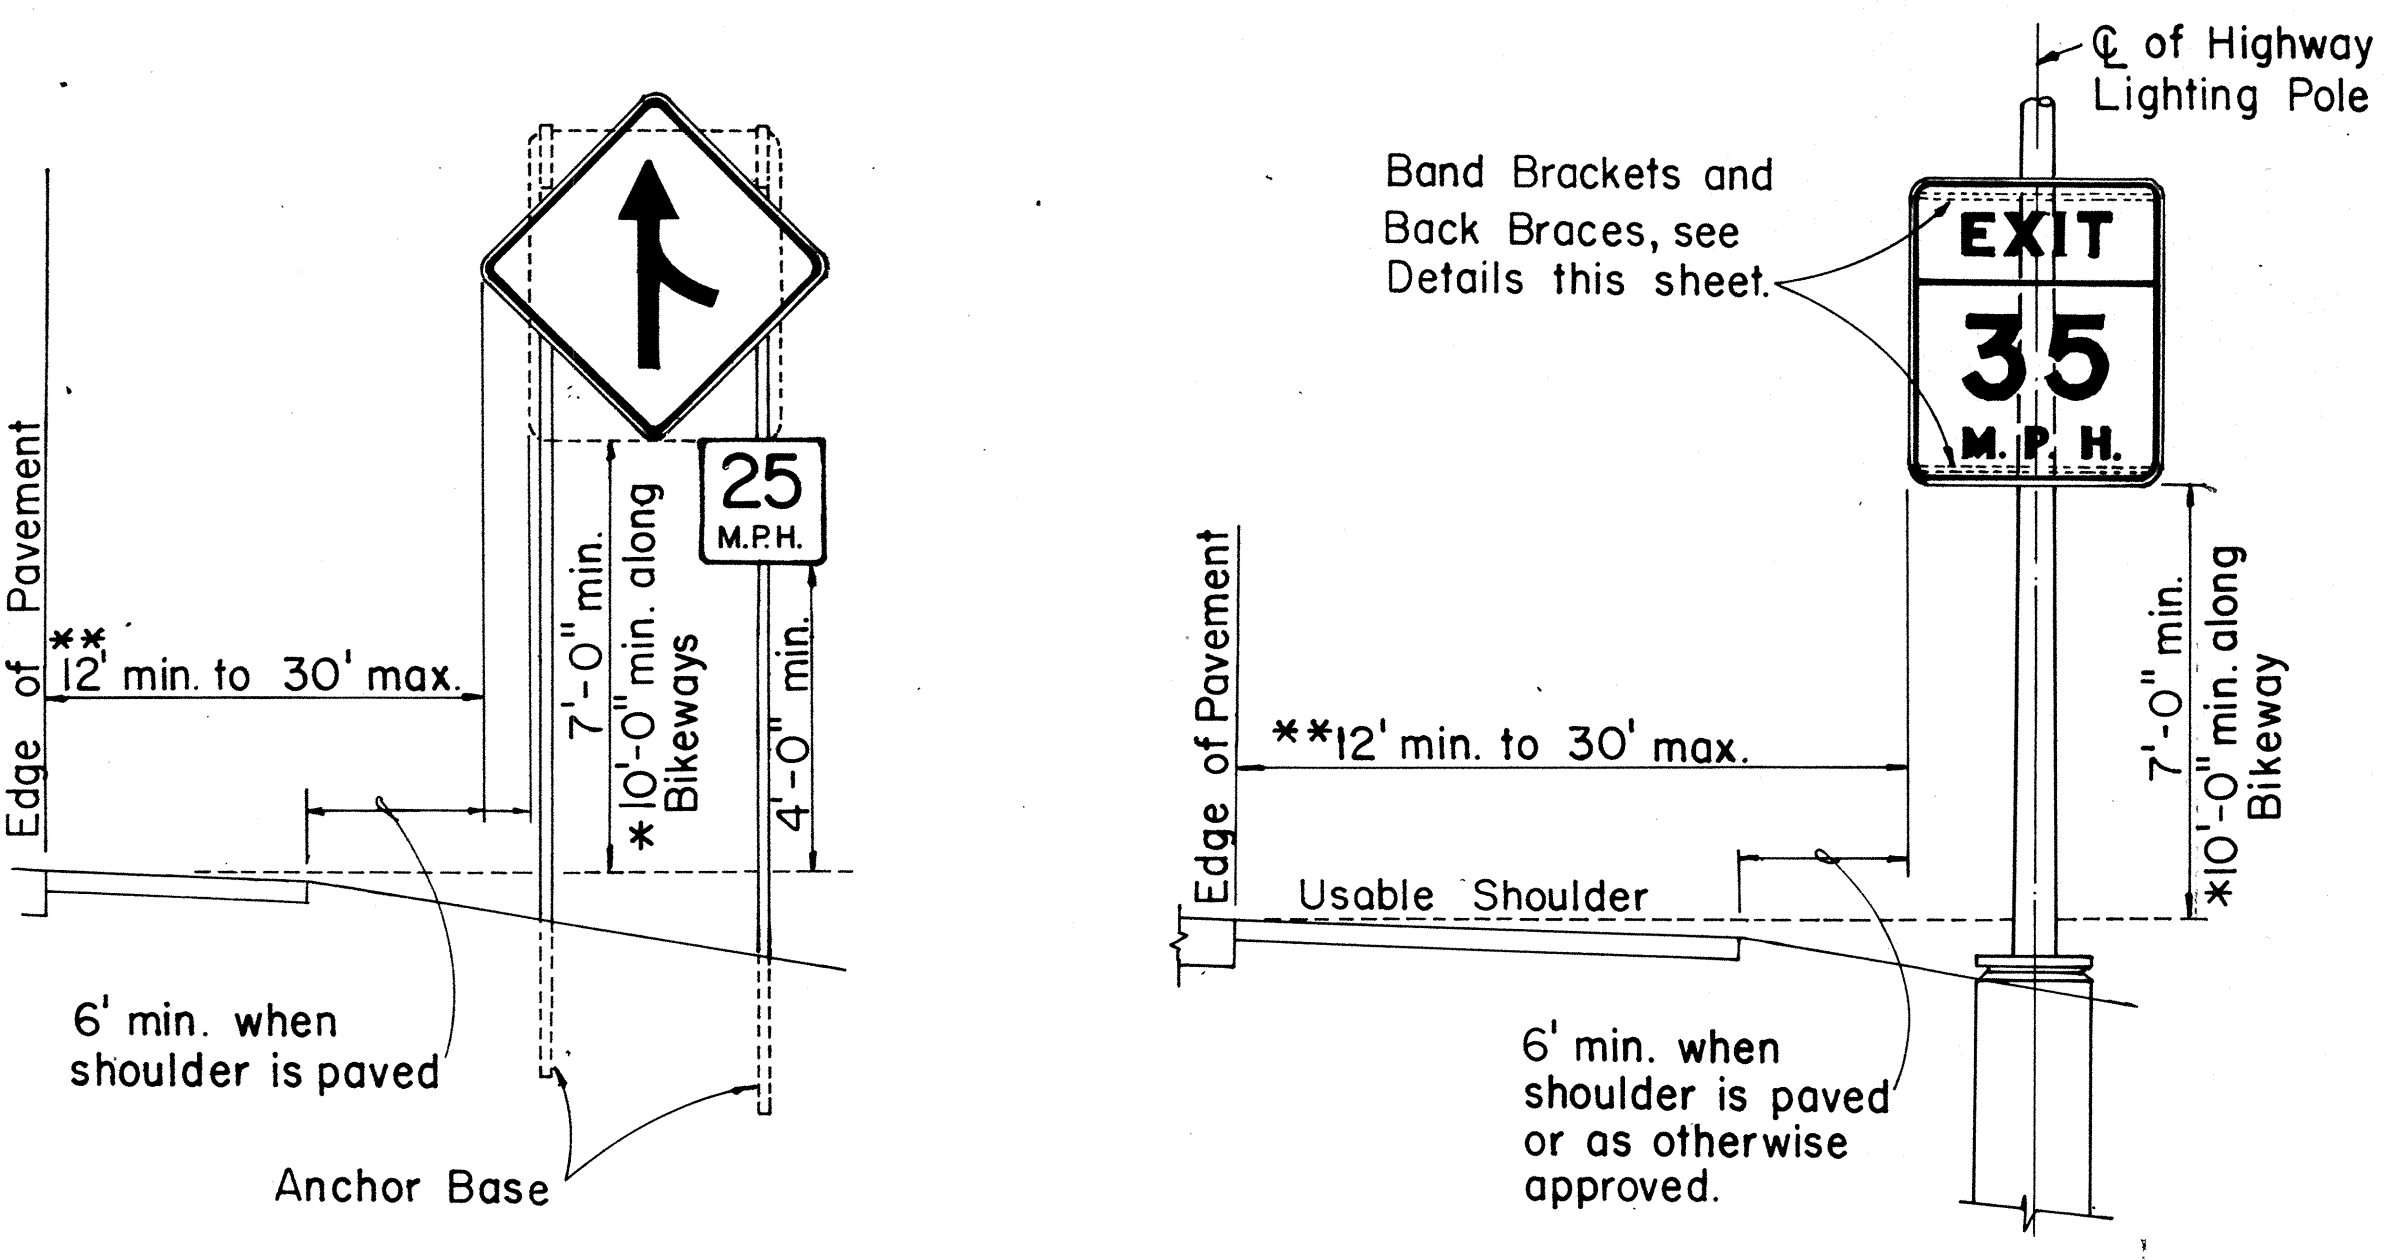 Edge of Pavement
**
12' min. to 30' max.
25
M.P.H.
7'-0" min.
*10'-0" min. along
Bikeways
4'-0" min.
6' min. when
shoulder is paved
Anchor Base
℄ of Highway
Lighting Pole
Band Brackets and
Back Braces, see
Details this sheet.
EXIT
35
M. P. H.
Edge of Pavement
**12' min. to 30' max.
7'-0" min.
*10'-0" min. along
Bikeway
Usable Shoulder
6' min. when
shoulder is paved
or as otherwise
approved.